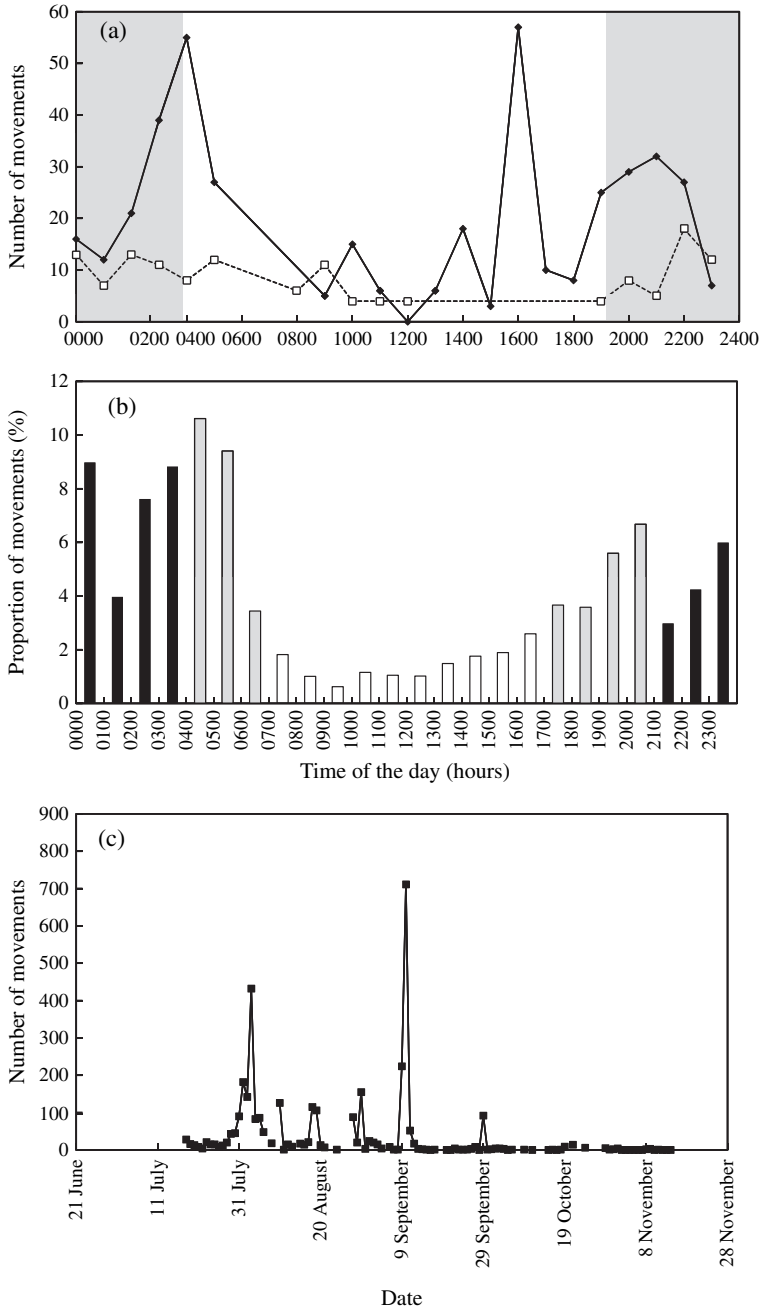 (a)
Number of movements
60
50
40
30
20
10
0
0000 0200 0400 0600 0800 1000 1200 1400 1600 1800 2000 2200 2400
(b)
Proportion of movements (%)
12
10
8
6
4
2
0
0000 0100 0200 0300 0400 0500 0600 0700 0800 0900 1000 1100 1200 1300 1400 1500 1600 1700 1800 1900 2000 2100 2200 2300
Time of the day (hours)
(c)
Number of movements
900
800
700
600
500
400
300
200
100
0
21 June
11 July
31 July
20 August
9 September
29 September
19 October
8 November
28 November
Date